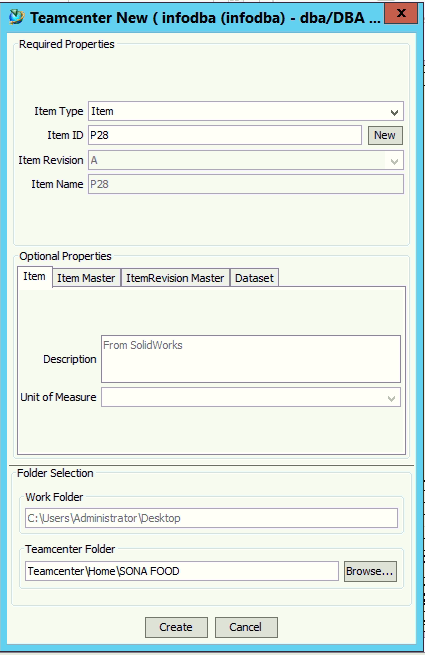 Teamcenter New ( infodba (infodba) - dba/DBA ...
x
Required Properties
Item Type Item
Item ID P28 New
Item Revision A
Item Name P28
Optional Properties
Item Item Master ItemRevision Master Dataset
From SolidWorks
Description
Unit of Measure
Folder Selection
Work Folder
C:\Users\Administrator\Desktop
Teamcenter Folder
Teamcenter\Home\SONA FOOD Browse...
Create Cancel